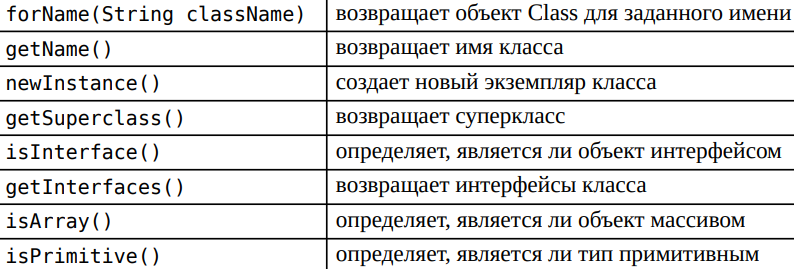 forName(String className) возвращает объект Class для заданного имени
getName() возвращает имя класса
newInstance() создает новый экземпляр класса
getSuperclass() возвращает суперкласс
isInterface() определяет, является ли объект интерфейсом
getInterfaces() возвращает интерфейсы класса
isArray() определяет, является ли объект массивом
isPrimitive() определяет, является ли тип примитивным